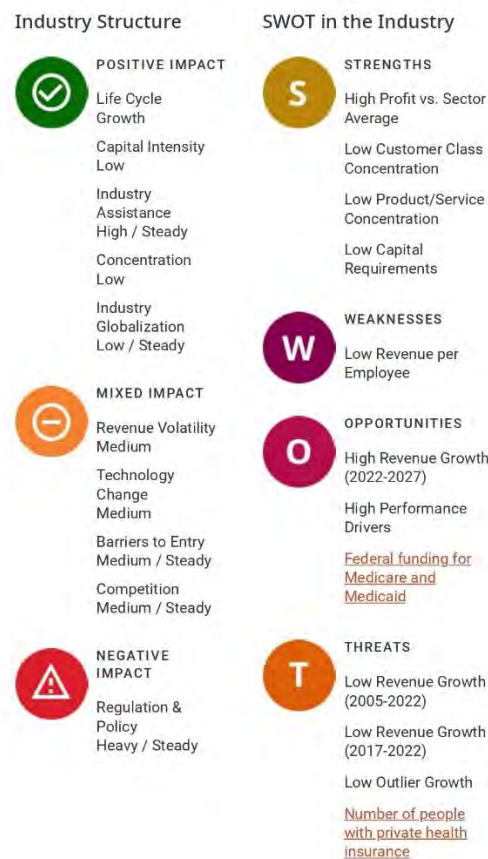 Industry Structure
POSITIVE IMPACT
Life Cycle
Growth
Capital Intensity
Low
Industry
Assistance
High / Steady
Concentration
Low
Industry
Globalization
Low / Steady
MIXED IMPACT
Revenue Volatility
Medium
Technology
Change
Medium
Barriers to Entry
Medium / Steady
Competition
Medium / Steady
NEGATIVE
IMPACT
Regulation &
Policy
Heavy / Steady
SWOT in the Industry
S
STRENGTHS
High Profit vs. Sector
Average
Low Customer Class
Concentration
Low Product/Service
Concentration
Low Capital
Requirements
W
WEAKNESSES
Low Revenue per
Employee
O
OPPORTUNITIES
High Revenue Growth
(2022-2027)
High Performance
Drivers
Federal funding for
Medicare and
Medicaid
T
THREATS
Low Revenue Growth
(2005-2022)
Low Revenue Growth
(2017-2022)
Low Outlier Growth
Number of people
with private health
insurance